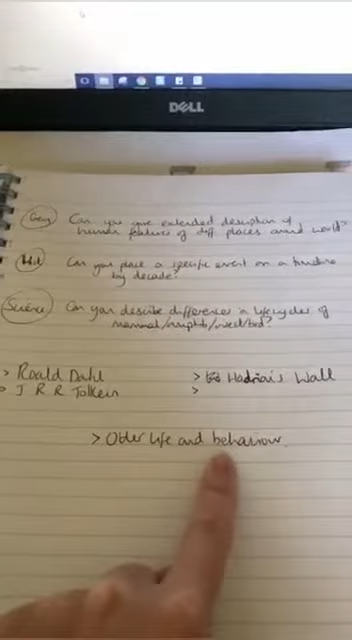 DELL
Geog Can you give extended description of
human features of diff places around world?
Hist Can you place a specific event on a timeline
by decade?
Science Can you describe differences in lifecycles of
mammal/amphib/insect/bird?
> Roald Dahl
> J R R Tolkein
> Hadrian's Wall
>
> Otter life and behaviour.